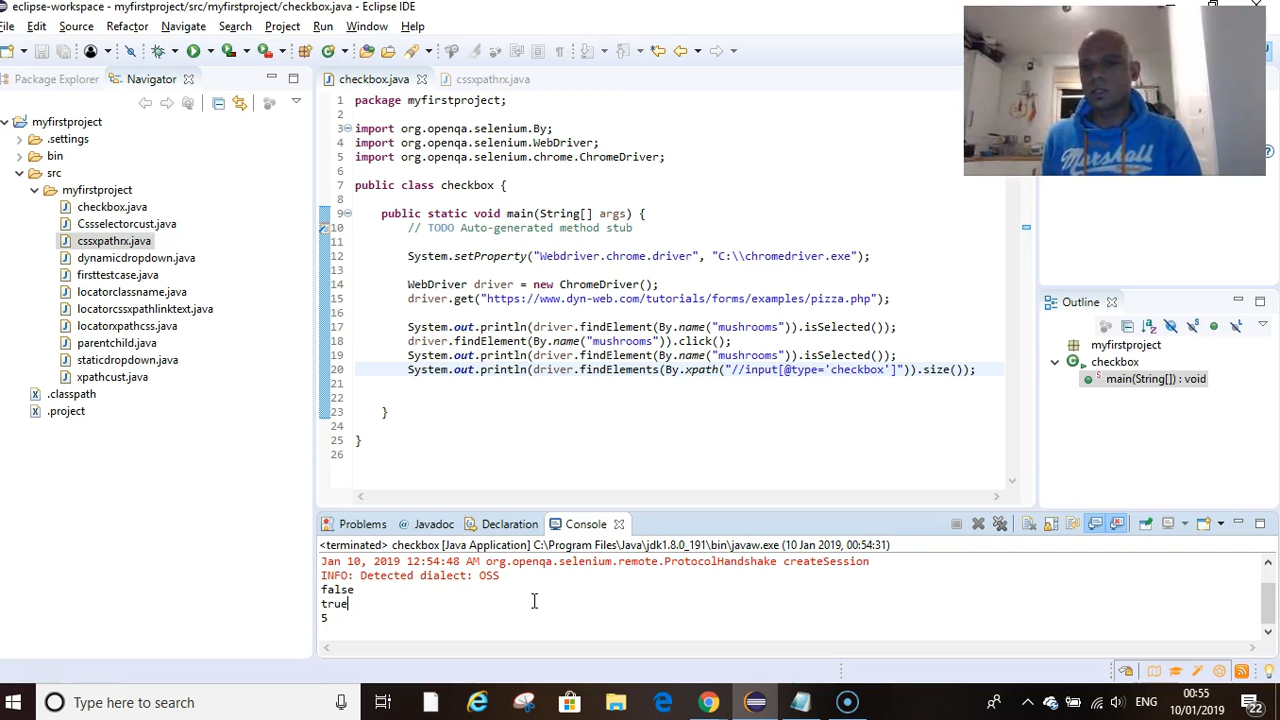 eclipse-workspace - myfirstproject/src/myfirstproject/checkbox.java - Eclipse IDE
File Edit Source Refactor Navigate Search Project Run Window Help
Package Explorer Navigator
checkbox.java cssxpathrx.java
myfirstproject
.settings
bin
src
myfirstproject
checkbox.java
Cssselectorcust.java
cssxpathrx.java
dynamicdropdown.java
firsttestcase.java
locatorclassname.java
locatorcssxpathlinktext.java
locatorxpathcss.java
parentchild.java
staticdropdown.java
xpathcust.java
.classpath
.project
1 package myfirstproject;
2
3 import org.openqa.selenium.By;
4 import org.openqa.selenium.WebDriver;
5 import org.openqa.selenium.chrome.ChromeDriver;
6
7 public class checkbox {
8
9 public static void main(String[] args) {
10 // TODO Auto-generated method stub
11
12 System.setProperty("Webdriver.chrome.driver", "C:\\chromedriver.exe");
13
14 WebDriver driver = new ChromeDriver();
15 driver.get("https://www.dyn-web.com/tutorials/forms/examples/pizza.php");
16
17 System.out.println(driver.findElement(By.name("mushrooms")).isSelected());
18 driver.findElement(By.name("mushrooms")).click();
19 System.out.println(driver.findElement(By.name("mushrooms")).isSelected());
20 System.out.println(driver.findElements(By.xpath("//input[@type='checkbox']")).size());
21
22
23 }
24
25 }
26
Marshall
Outline
myfirstproject
checkbox
main(String[]) : void
Problems Javadoc Declaration Console
<terminated> checkbox [Java Application] C:\Program Files\Java\jdk1.8.0_191\bin\javaw.exe (10 Jan 2019, 00:54:31)
Jan 10, 2019 12:54:48 AM org.openqa.selenium.remote.ProtocolHandshake createSession
INFO: Detected dialect: OSS
false
true
5
Type here to search
ENG
00:55
10/01/2019
22